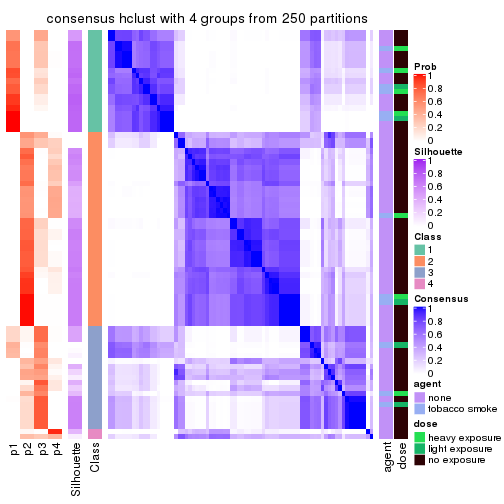 consensus hclust with 4 groups from 250 partitions
Prob
1
0.8
0.6
0.4
0.2
0
Silhouette
1
0.8
0.6
0.4
0.2
0
Class
1
2
3
4
Consensus
1
0.8
0.6
0.4
0.2
0
agent
none
tobacco smoke
dose
heavy exposure
light exposure
no exposure
p1
p2
p3
p4
Silhouette
Class
agent
dose